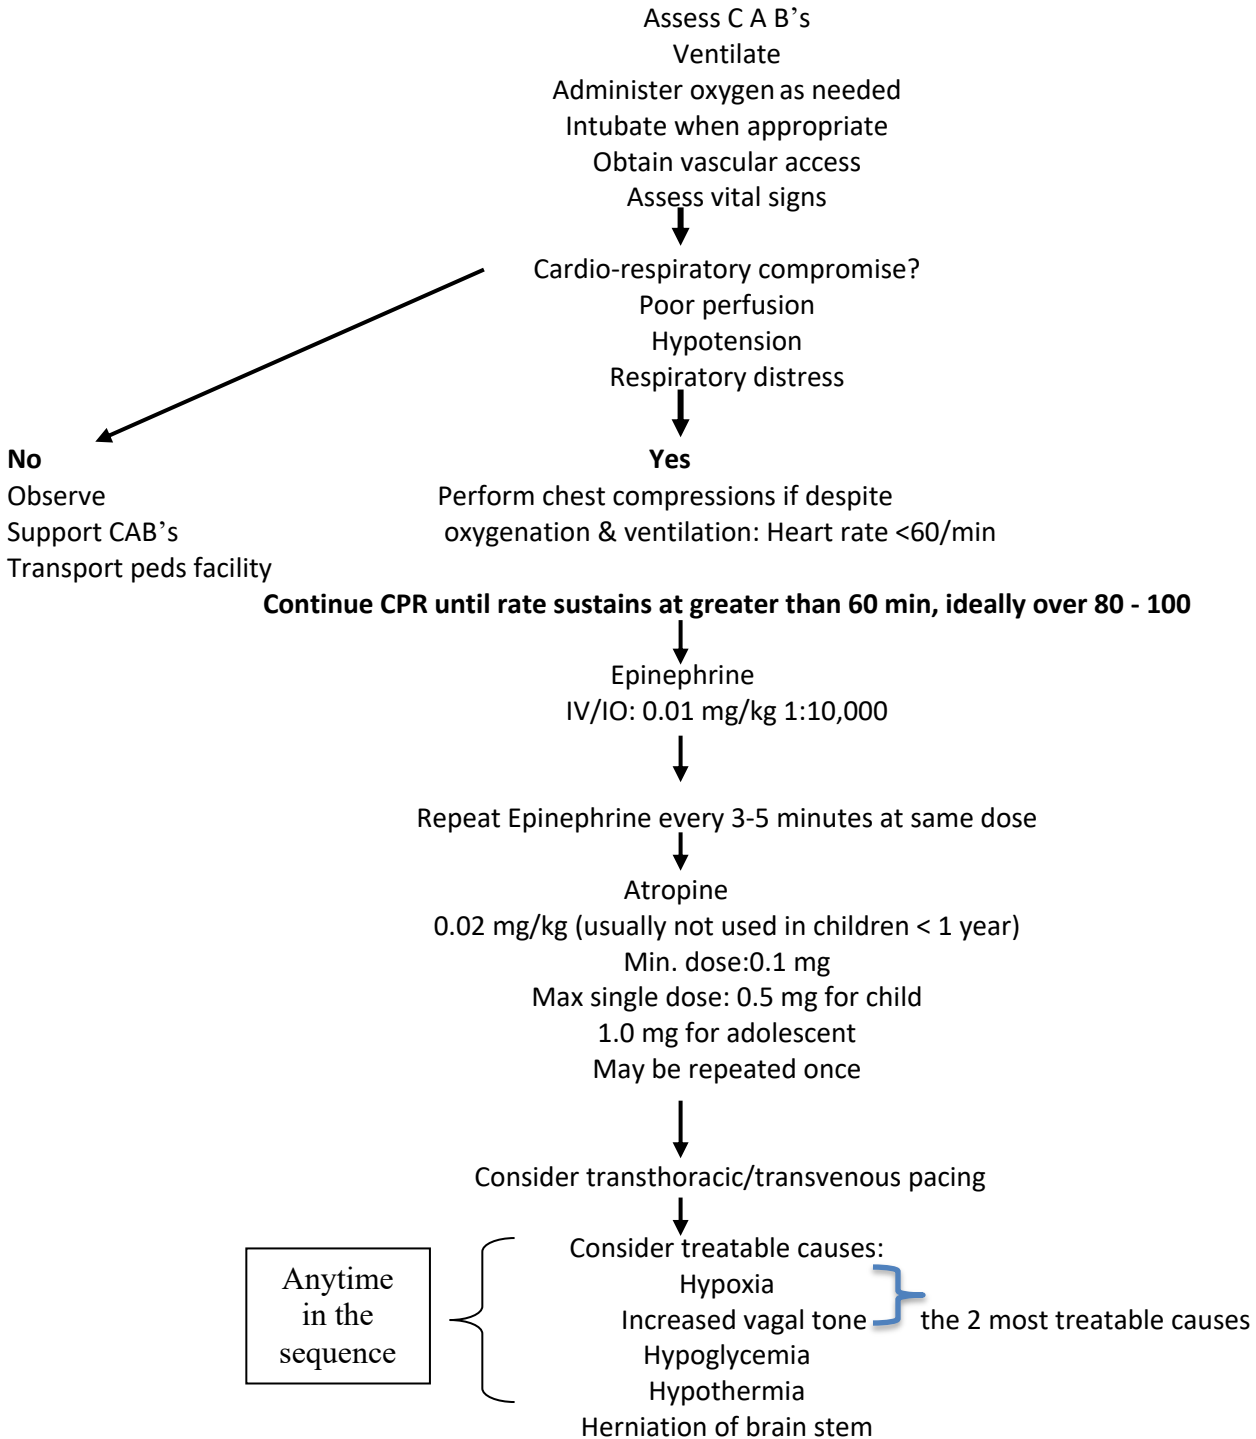 Assess C A B’s
Ventilate
Administer oxygen as needed
Intubate when appropriate
Obtain vascular access
Assess vital signs
Cardio-respiratory compromise?
Poor perfusion
Hypotension
Respiratory distress
No
Observe
Support CAB’s
Transport peds facility
Yes
Perform chest compressions if despite
oxygenation & ventilation: Heart rate <60/min
Continue CPR until rate sustains at greater than 60 min, ideally over 80 - 100
Epinephrine
IV/IO: 0.01 mg/kg 1:10,000
Repeat Epinephrine every 3-5 minutes at same dose
Atropine
0.02 mg/kg (usually not used in children < 1 year)
Min. dose:0.1 mg
Max single dose: 0.5 mg for child
1.0 mg for adolescent
May be repeated once
Consider transthoracic/transvenous pacing
Anytime
in the
sequence
Consider treatable causes:
Hypoxia
Increased vagal tone
the 2 most treatable causes
Hypoglycemia
Hypothermia
Herniation of brain stem